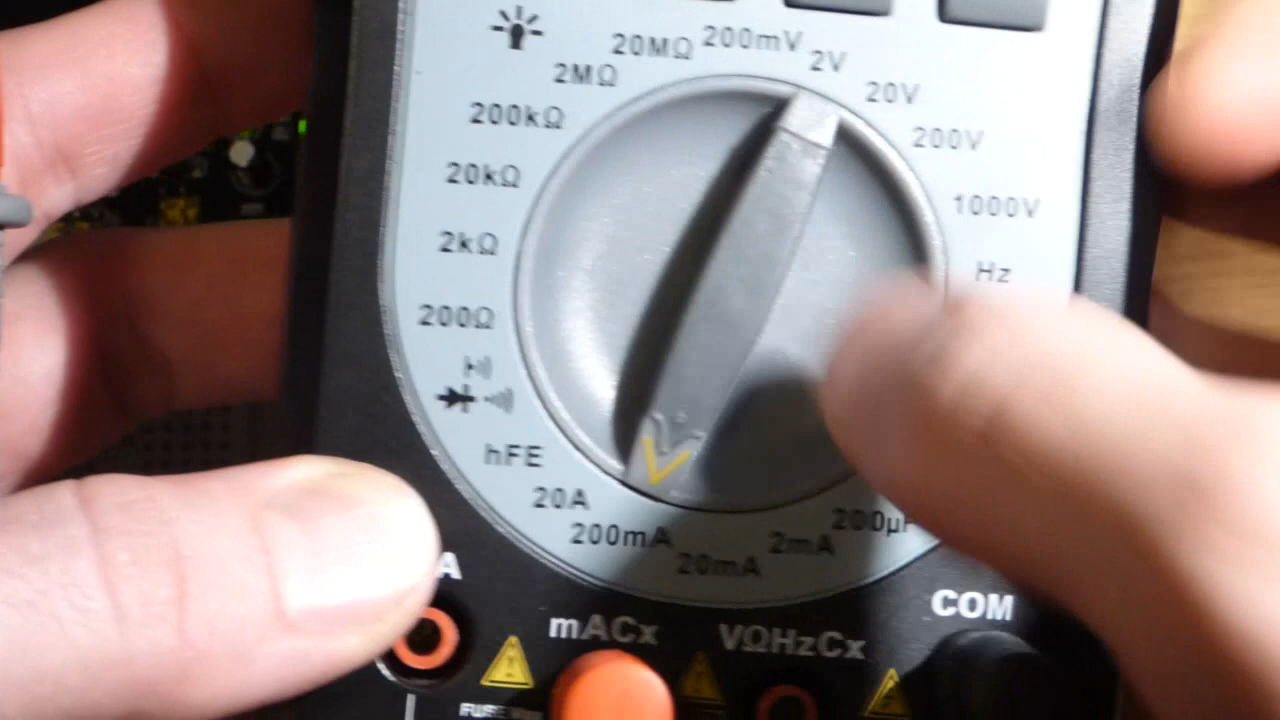 200mV
20MΩ
2V
2MΩ
20V
200kΩ
200V
20kΩ
1000V
2kΩ
Hz
200Ω
hFE
20A
200mA
20mA
2mA
200µF
A
mACx
VΩHzCx
COM